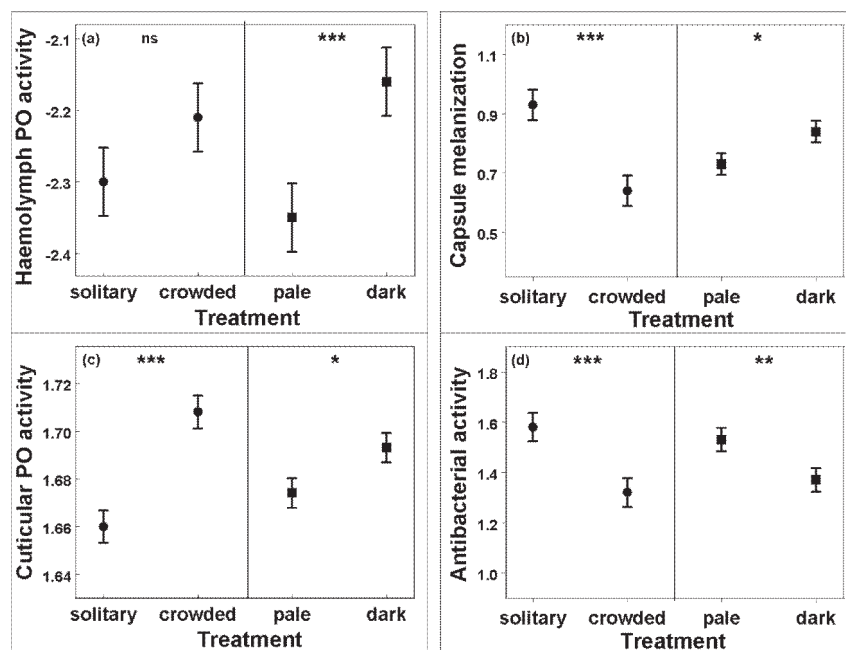 (a)
ns
***
-2.1
-2.2
-2.3
-2.4
Haemolymph PO activity
solitary crowded pale dark
Treatment
(b)
***
*
1.1
0.9
0.7
0.5
Capsule melanization
solitary crowded pale dark
Treatment
(c)
***
*
1.72
1.70
1.68
1.66
1.64
Cuticular PO activity
solitary crowded pale dark
Treatment
(d)
***
**
1.8
1.6
1.4
1.2
1.0
Antibacterial activity
solitary crowded pale dark
Treatment